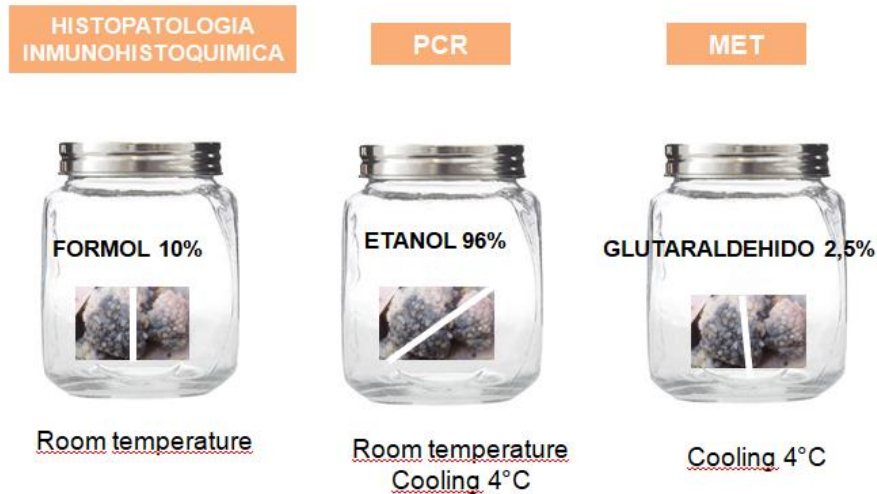 HISTOPATOLOGIA
INMUNOHISTOQUIMICA
PCR
MET
FORMOL 10%
ETANOL 96%
GLUTARALDEHIDO 2,5%
Room temperature
Room temperature
Cooling 4°C
Cooling 4°C